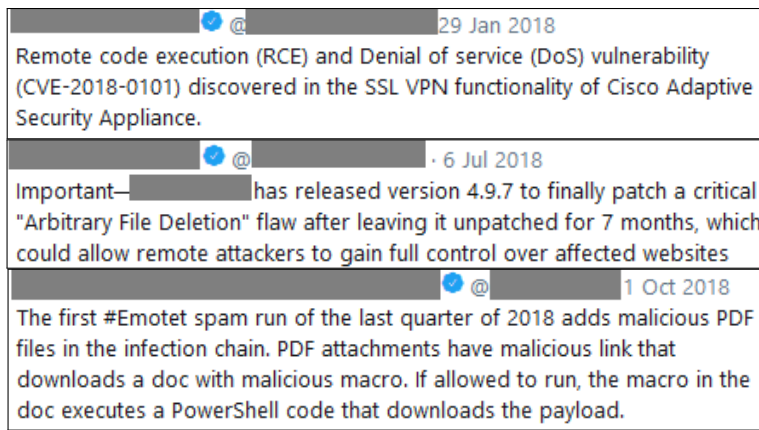 @ 29 Jan 2018
Remote code execution (RCE) and Denial of service (DoS) vulnerability
(CVE-2018-0101) discovered in the SSL VPN functionality of Cisco Adaptive
Security Appliance.
@ · 6 Jul 2018
Important— has released version 4.9.7 to finally patch a critical
"Arbitrary File Deletion" flaw after leaving it unpatched for 7 months, which
could allow remote attackers to gain full control over affected websites
@ 1 Oct 2018
The first #Emotet spam run of the last quarter of 2018 adds malicious PDF
files in the infection chain. PDF attachments have malicious link that
downloads a doc with malicious macro. If allowed to run, the macro in the
doc executes a PowerShell code that downloads the payload.